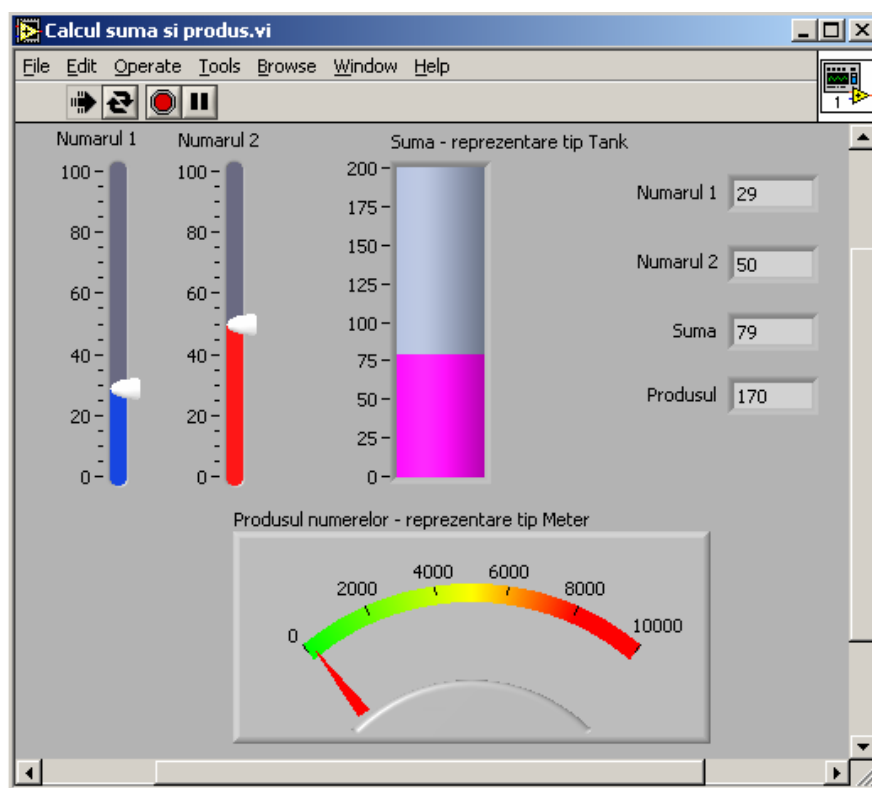 Calcul suma si produs.vi
File Edit Operate Tools Browse Window Help
1
Numarul 1 Numarul 2 Suma - reprezentare tip Tank
100 100 200
80 80 175
60 60 150
40 40 125
20 20 100
0 0 75
50
25
0
Numarul 1 29
Numarul 2 50
Suma 79
Produsul 170
Produsul numerelor - reprezentare tip Meter
0 2000 4000 6000 8000 10000